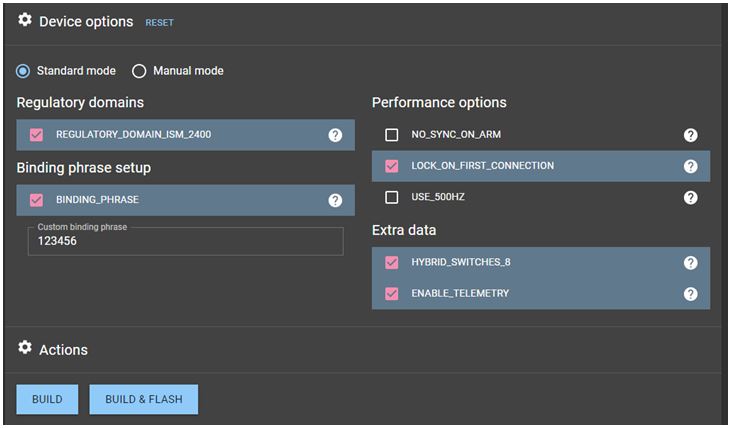 Device options RESET
Standard mode Manual mode
Regulatory domains
REGULATORY_DOMAIN_ISM_2400
Binding phrase setup
BINDING_PHRASE
Custom binding phrase
123456
Performance options
NO_SYNC_ON_ARM
LOCK_ON_FIRST_CONNECTION
USE_500HZ
Extra data
HYBRID_SWITCHES_8
ENABLE_TELEMETRY
Actions
BUILD BUILD & FLASH